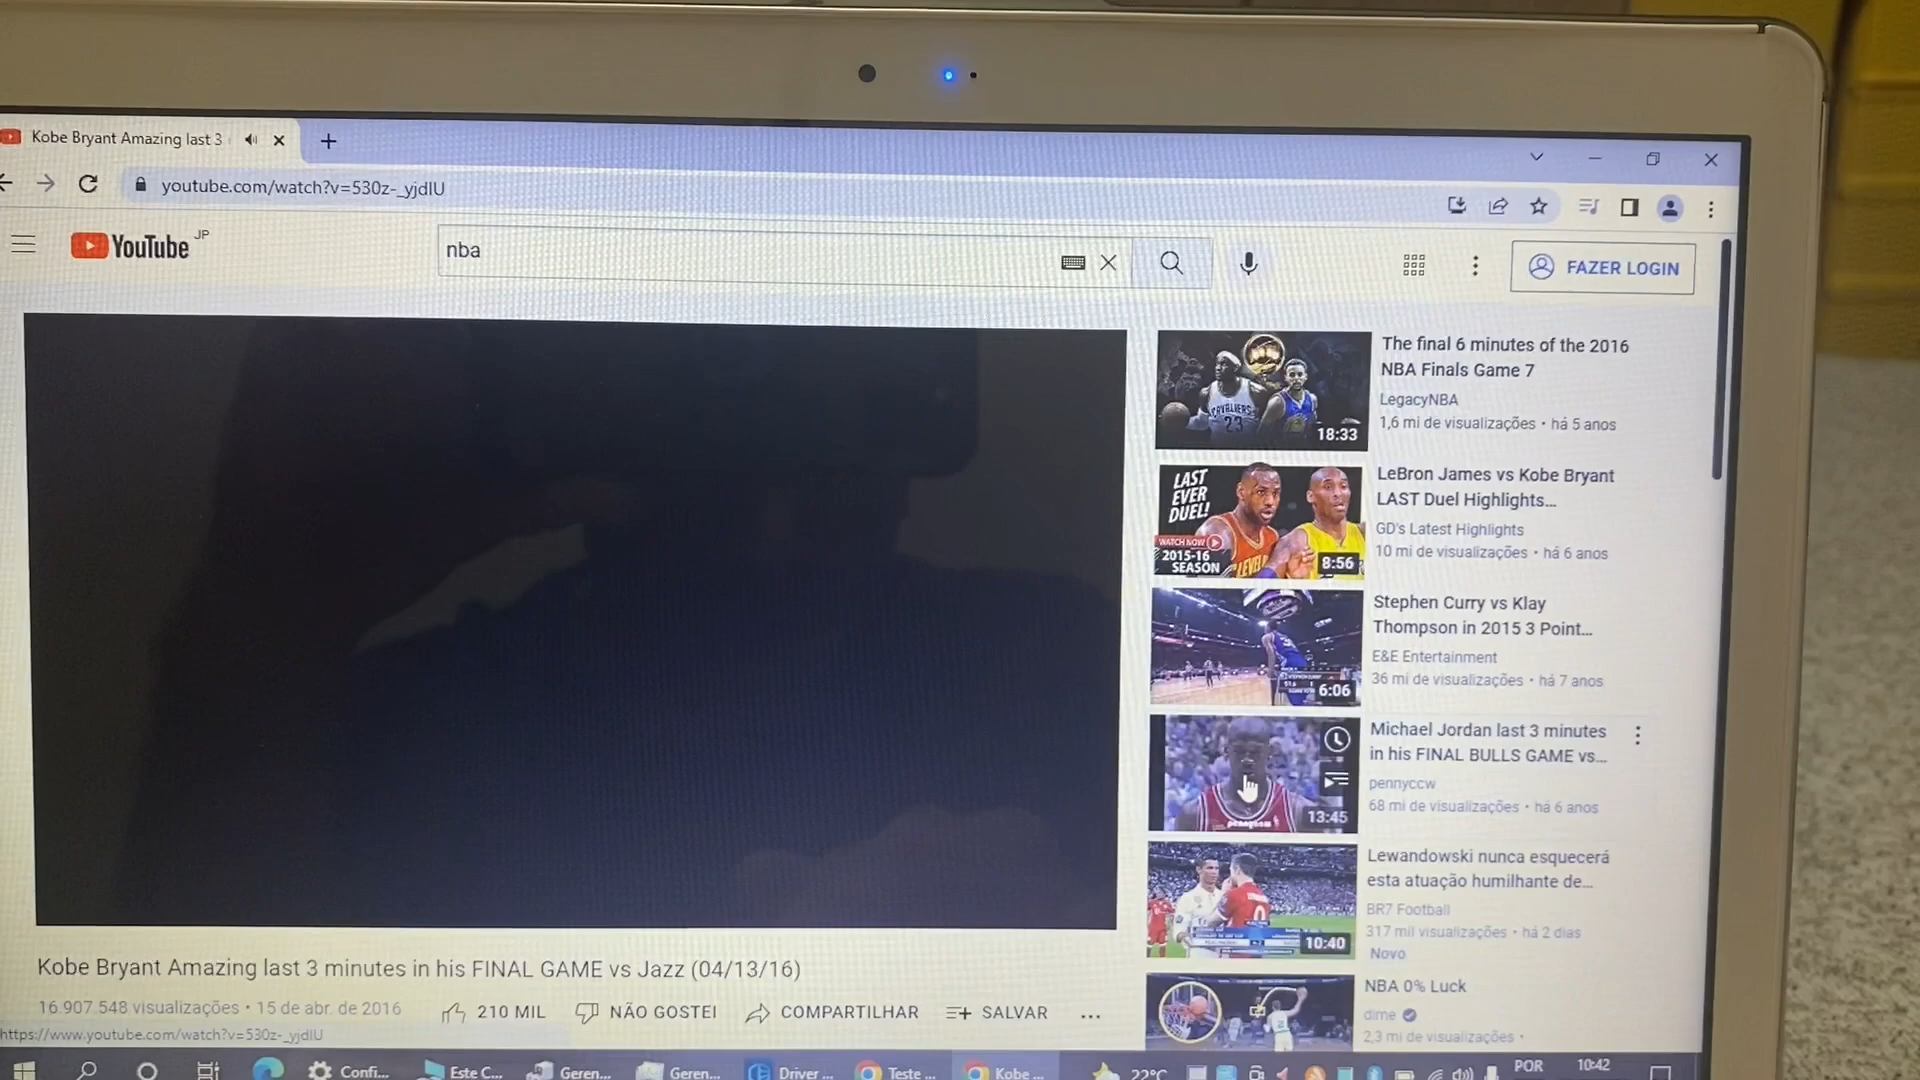 Kobe Bryant Amazing last 3
youtube.com/watch?v=530z-_yjdIU
YouTube JP
nba
FAZER LOGIN
The final 6 minutes of the 2016
NBA Finals Game 7
LegacyNBA
1,6 mi de visualizações • há 5 anos
CAVALIERS
23
18:33
LeBron James vs Kobe Bryant
LAST Duel Highlights...
GD's Latest Highlights
10 mi de visualizações • há 6 anos
LAST
EVER
DUEL!
WATCH NOW
2015-16
SEASON
8:56
Stephen Curry vs Klay
Thompson in 2015 3 Point...
E&E Entertainment
36 mi de visualizações • há 7 anos
6:06
Michael Jordan last 3 minutes
in his FINAL BULLS GAME vs...
pennyccw
68 mi de visualizações • há 6 anos
pennyccw
13:45
Lewandowski nunca esquecerá
esta atuação humilhante de...
BR7 Football
317 mil visualizações • há 2 dias
Novo
10:40
NBA 0% Luck
dime
2,3 mi de visualizações •
Kobe Bryant Amazing last 3 minutes in his FINAL GAME vs Jazz (04/13/16)
16.907.548 visualizações • 15 de abr. de 2016
210 MIL
NÃO GOSTEI
COMPARTILHAR
SALVAR
https://www.youtube.com/watch?v=530z-_yjdIU
Confi...
Este C...
Geren...
Geren...
Driver ...
Teste ...
Kobe ...
22°C
POR
10:42